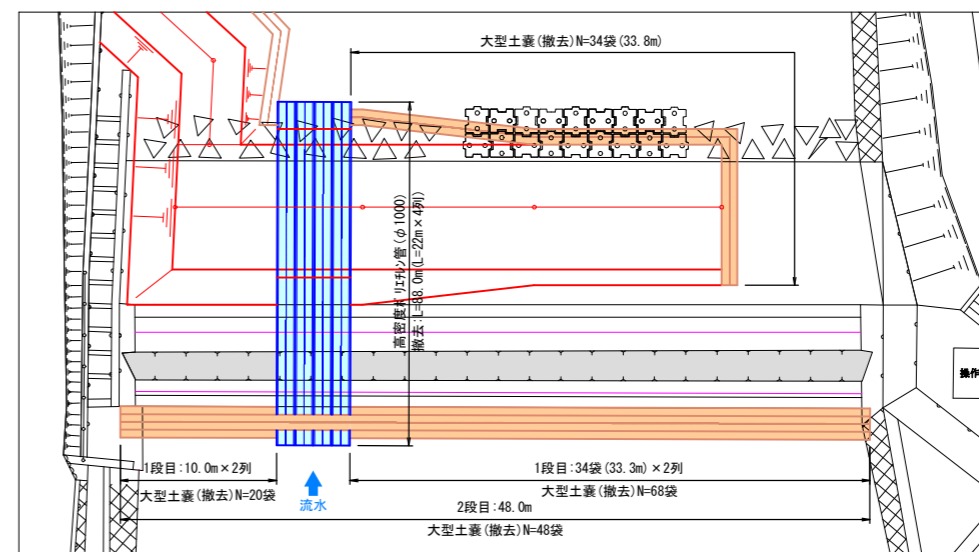 大型土嚢(撤去)N=34袋(33.8m)
高密度ポリエチレン管(φ1000)
撤去:L=88.0m(L=22m×4列)
操作
1段目:10.0m×2列
大型土嚢(撤去)N=20袋
流水
1段目:34袋(33.3m)×2列
大型土嚢(撤去)N=68袋
2段目:48.0m
大型土嚢(撤去)N=48袋